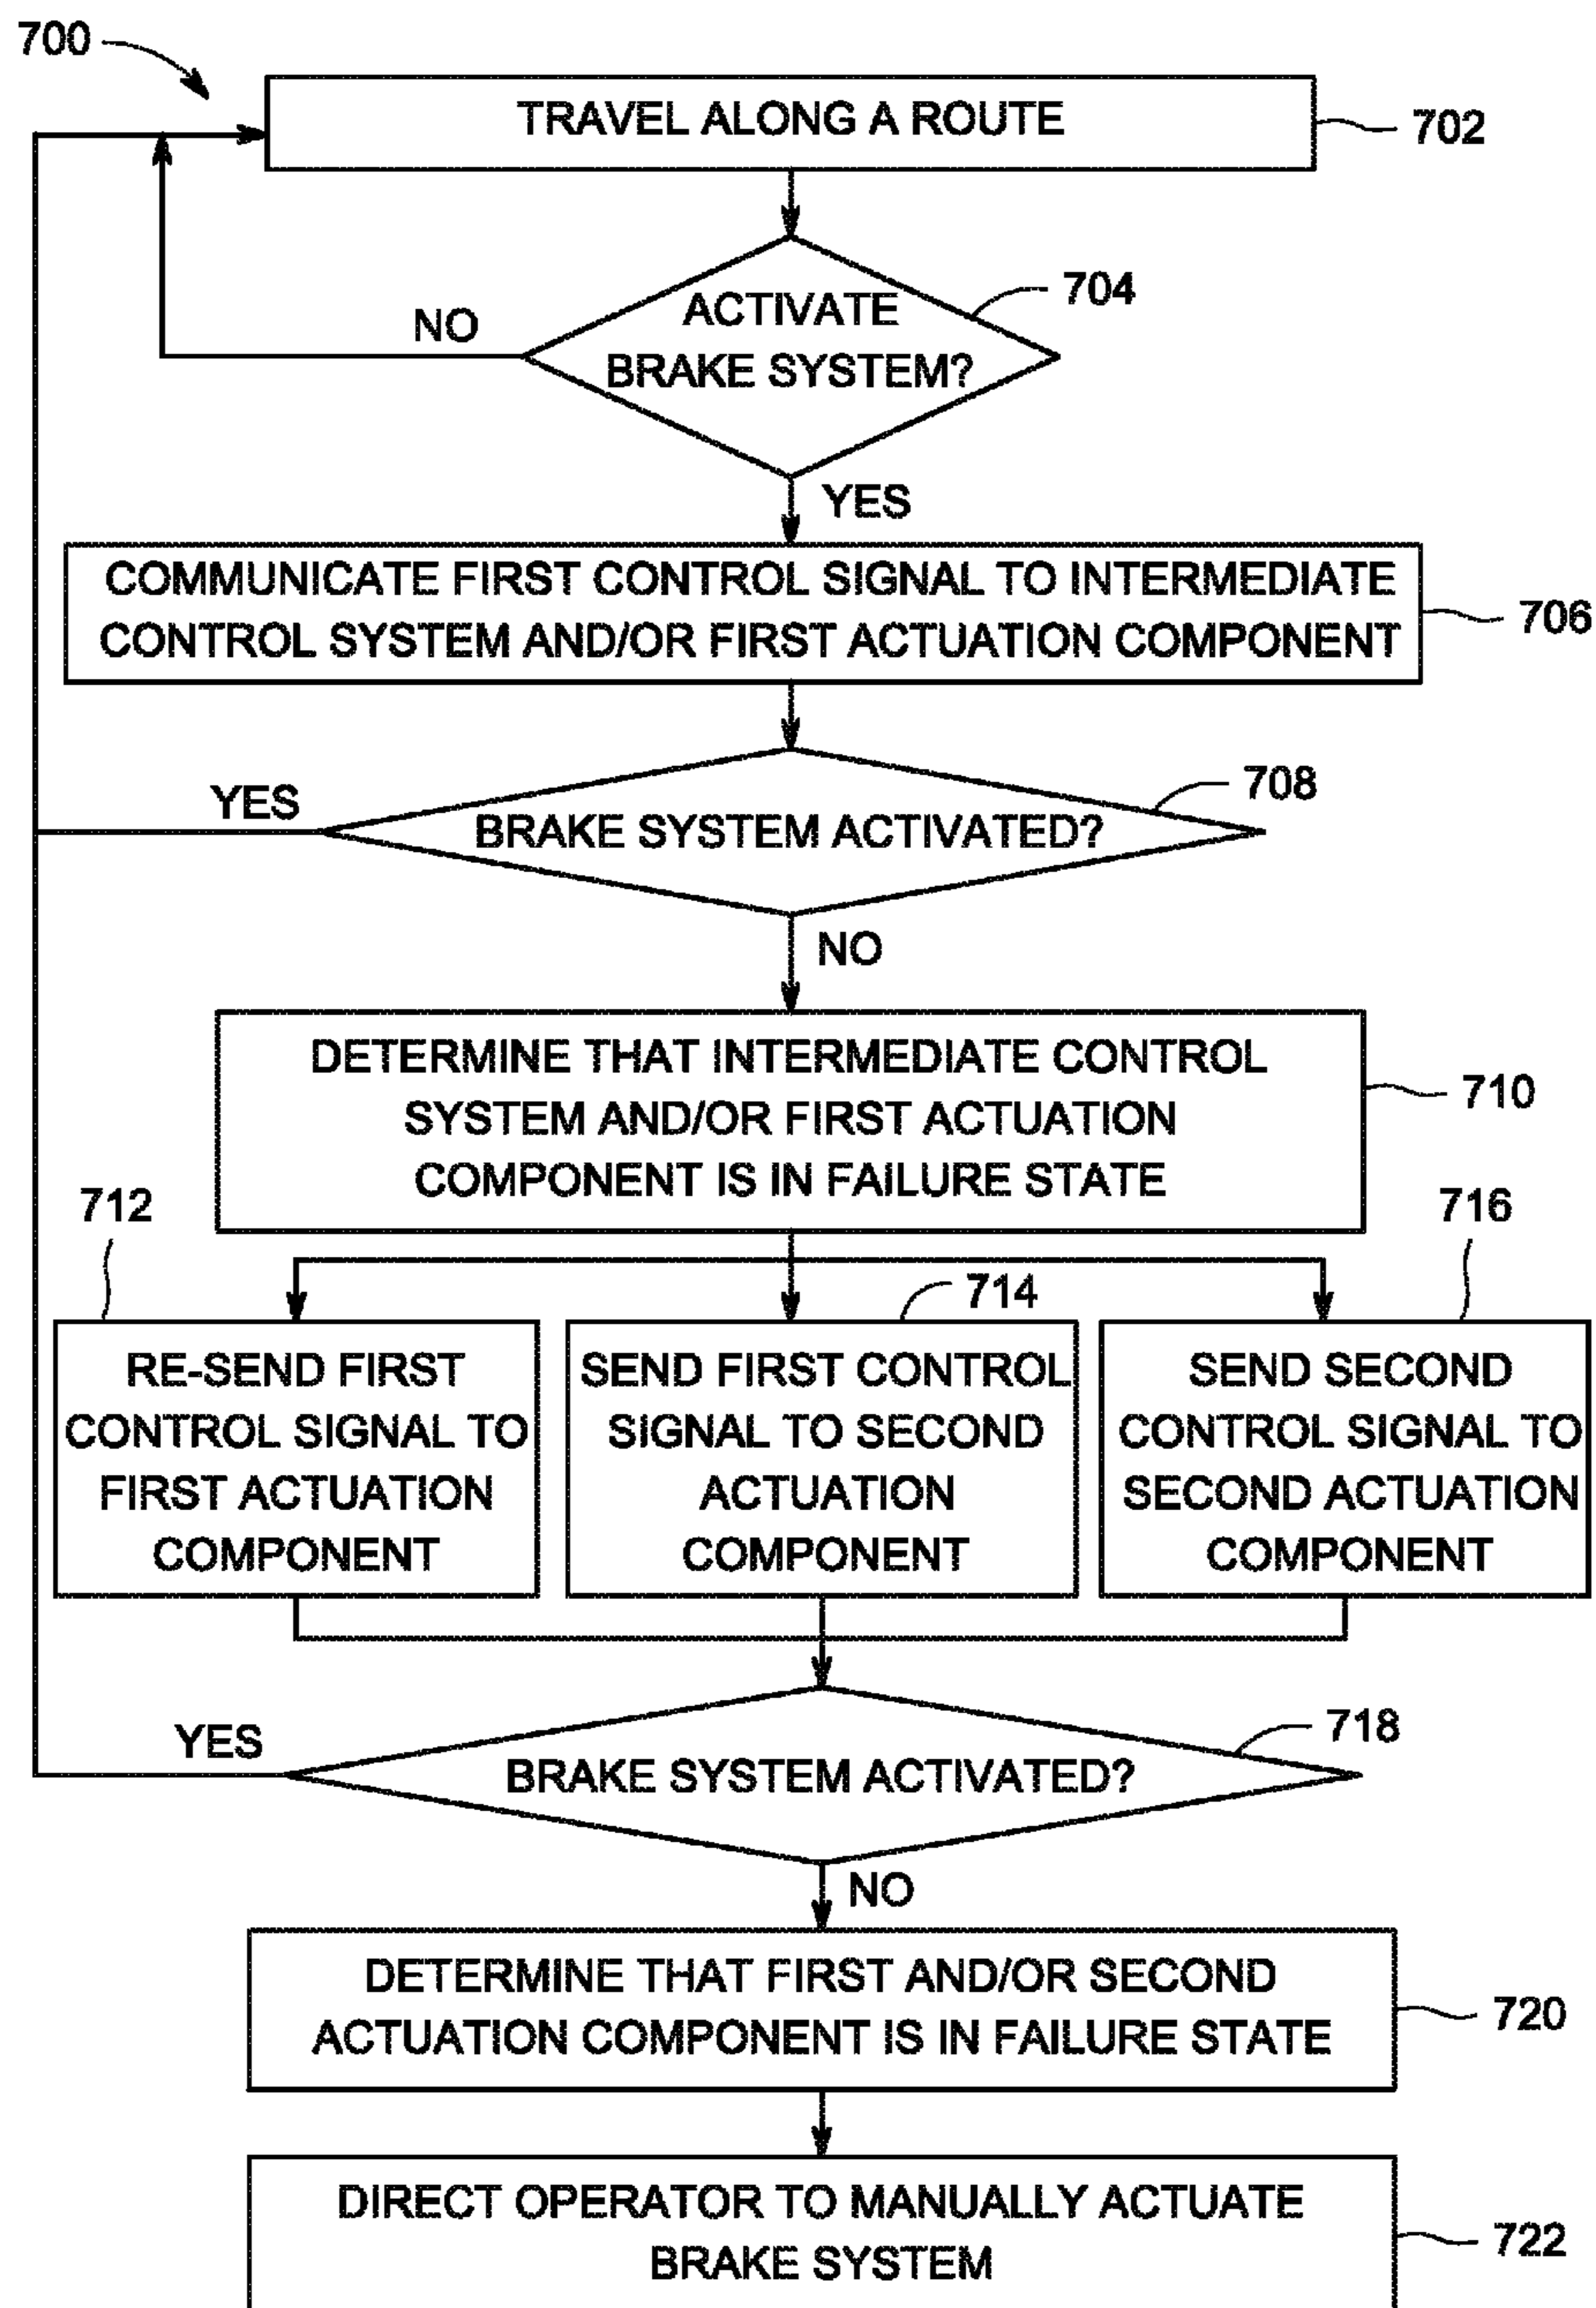 700
TRAVEL ALONG A ROUTE
702
ACTIVATE
BRAKE SYSTEM?
704
NO
YES
COMMUNICATE FIRST CONTROL SIGNAL TO INTERMEDIATE
CONTROL SYSTEM AND/OR FIRST ACTUATION COMPONENT
706
BRAKE SYSTEM ACTIVATED?
708
YES
NO
DETERMINE THAT INTERMEDIATE CONTROL
SYSTEM AND/OR FIRST ACTUATION
COMPONENT IS IN FAILURE STATE
710
712
RE-SEND FIRST
CONTROL SIGNAL TO
FIRST ACTUATION
COMPONENT
714
SEND FIRST CONTROL
SIGNAL TO SECOND
ACTUATION
COMPONENT
716
SEND SECOND
CONTROL SIGNAL TO
SECOND ACTUATION
COMPONENT
BRAKE SYSTEM ACTIVATED?
718
YES
NO
DETERMINE THAT FIRST AND/OR SECOND
ACTUATION COMPONENT IS IN FAILURE STATE
720
DIRECT OPERATOR TO MANUALLY ACTUATE
BRAKE SYSTEM
722